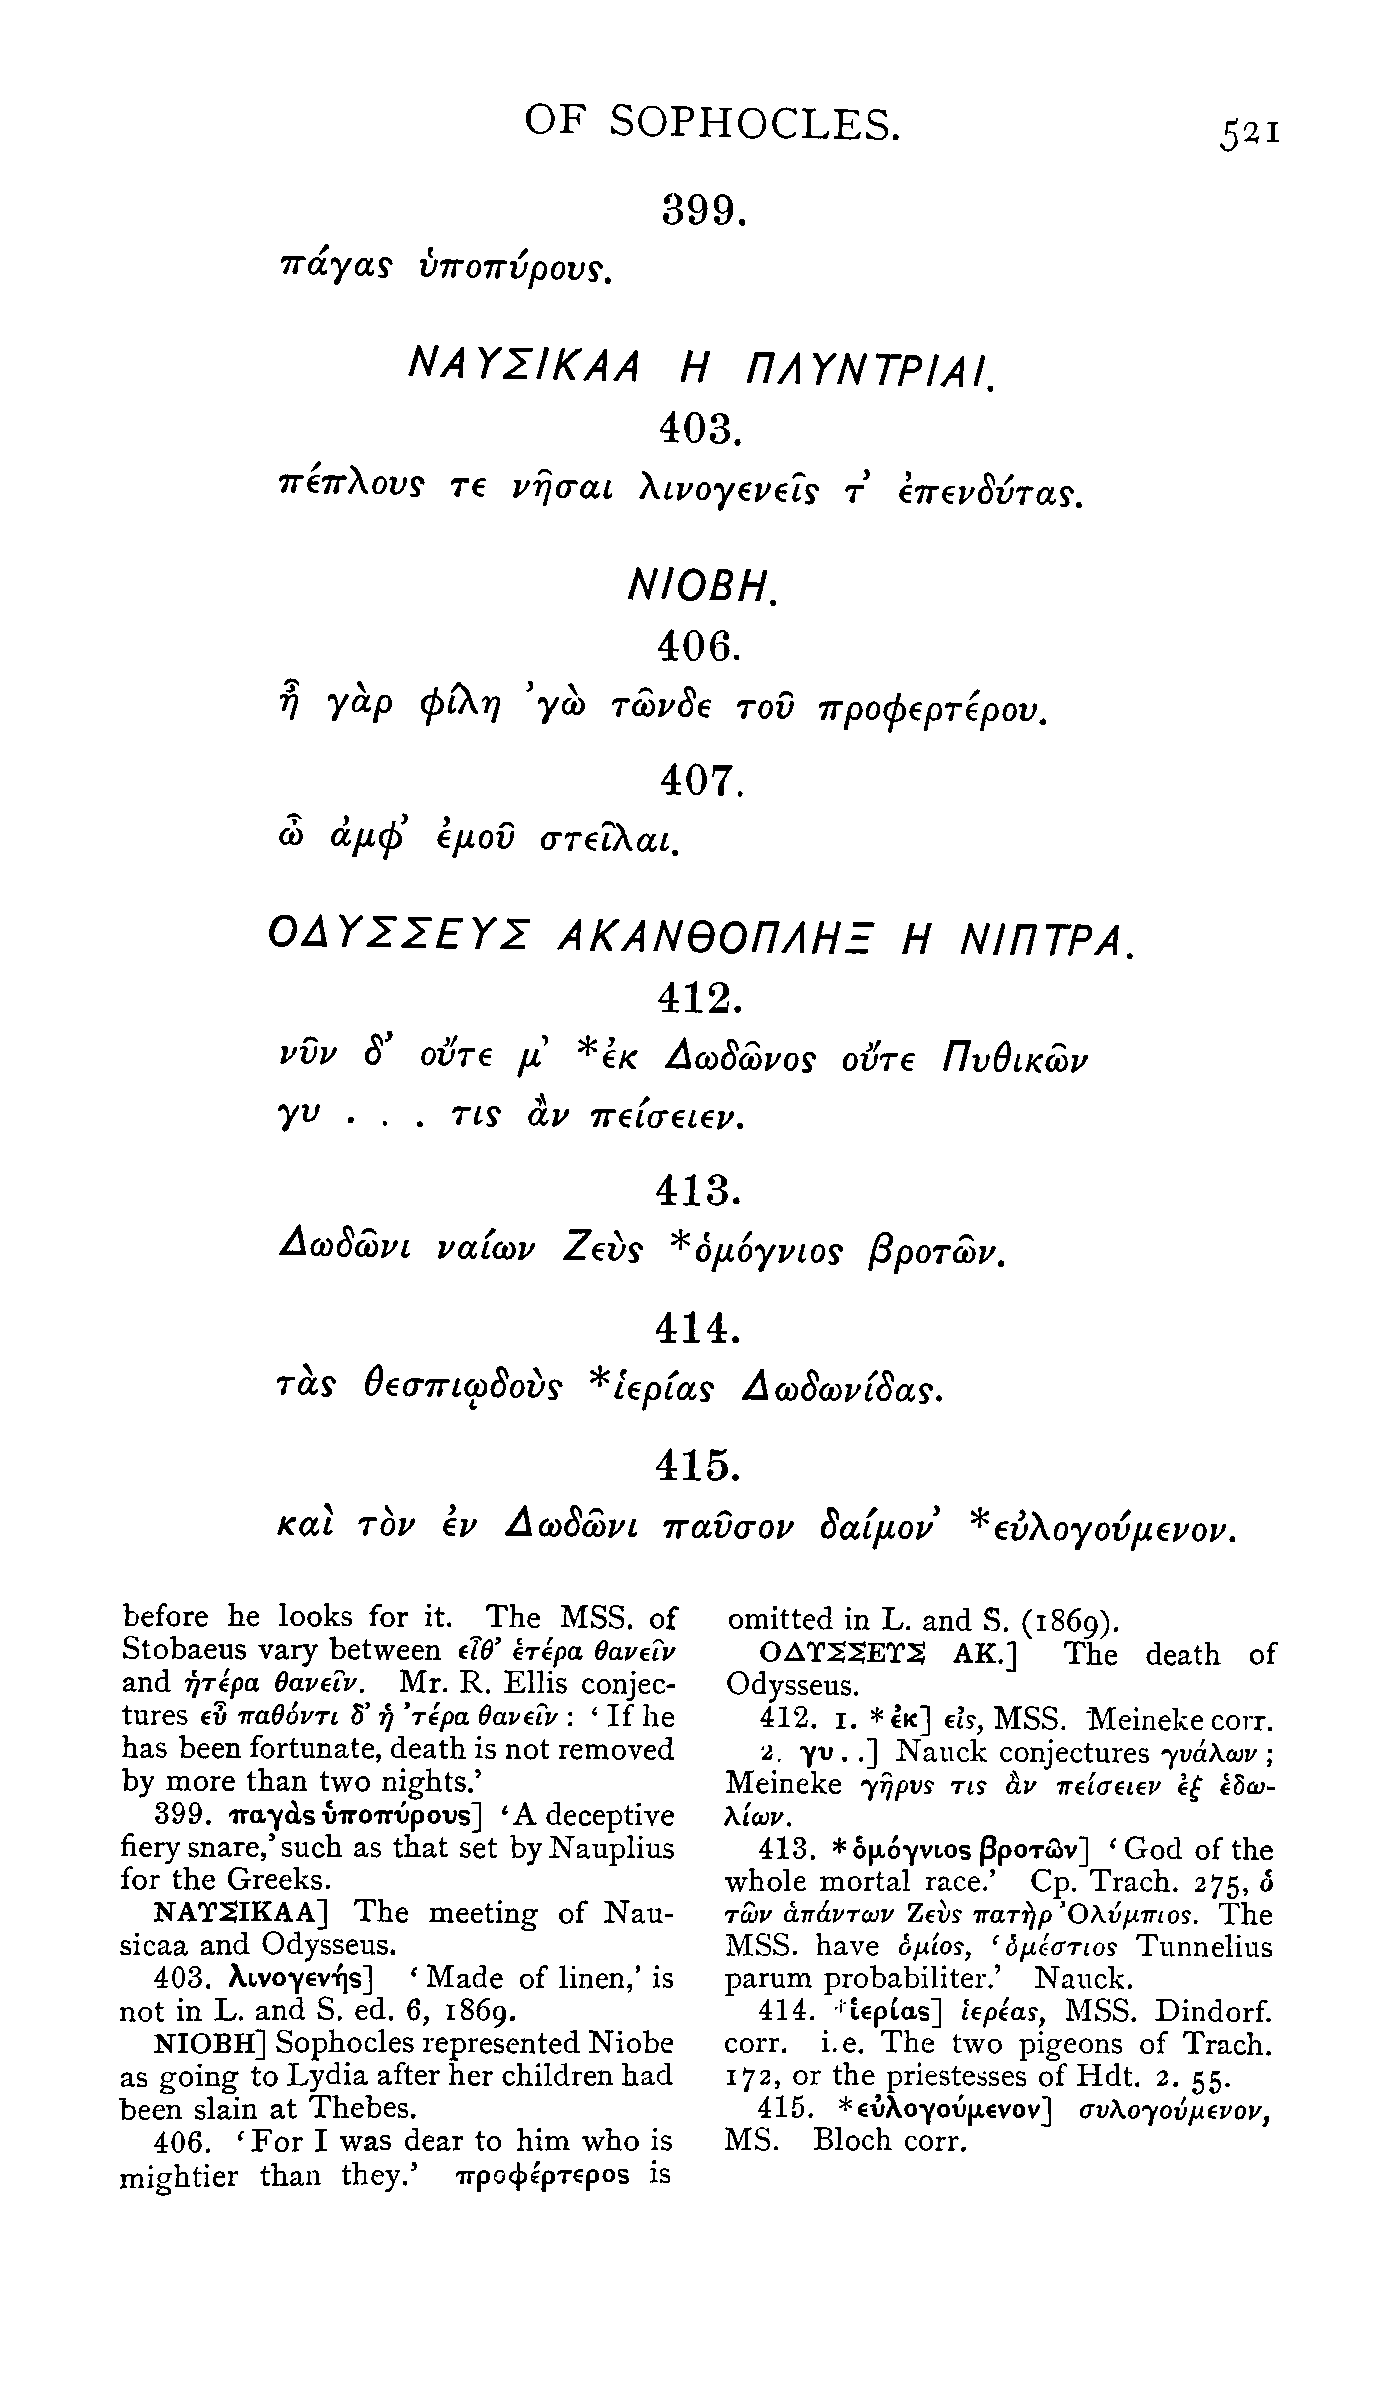 OF SOPHOCLES. 521
399.
πάγας ὑποπύρους.
ΝΑΥΣΙΚΑΑ Η ΠΛΥΝΤΡΙΑΙ.
403.
πέπλους τε νῆσαι λινογενεῖς τ’ ἐπενδύτας.
ΝΙΟΒΗ.
406.
ἦ γὰρ φίλη ’γὼ τῶνδε τοῦ προφερτέρου.
407.
ὦ ἀμφ’ ἐμοῦ στεῖλαι.
ΟΔΥΣΣΕΥΣ ΑΚΑΝΘΟΠΛΗΞ Η ΝΙΠΤΡΑ.
412.
νῦν δ’ οὔτε μ’ *ἐκ Δωδῶνος οὔτε Πυθικῶν
γυ . . . τις ἂν πείσειεν.
413.
Δωδῶνι ναίων Ζεὺς *ὁμόγνιος βροτῶν.
414.
τὰς θεσπιῳδοὺς *ἱερίας Δωδωνίδας.
415.
καὶ τὸν ἐν Δωδῶνι παῦσον δαίμον’ *εὐλογούμενον.
before he looks for it. The MSS. of
Stobaeus vary between εἶθ’ ἑτέρα θανεῖν
and ἡτέρα θανεῖν. Mr. R. Ellis conjec-
tures εὖ παθόντι δ’ ἡ ’τέρα θανεῖν : ‘ If he
has been fortunate, death is not removed
by more than two nights.’
399. παγὰς ὑποπύρους] ‘A deceptive
fiery snare,’ such as that set by Nauplius
for the Greeks.
ΝΑΥΣΙΚΑΑ] The meeting of Nau-
sicaa and Odysseus.
403. λινογενής] ‘ Made of linen,’ is
not in L. and S. ed. 6, 1869.
ΝΙΟΒΗ] Sophocles represented Niobe
as going to Lydia after her children had
been slain at Thebes.
406. ‘For I was dear to him who is
mightier than they.’ προφέρτερος is
omitted in L. and S. (1869).
ΟΔΥΣΣΕΥΣ ΑΚ.] The death of
Odysseus.
412. 1. *ἐκ] εἰς, MSS. Meineke corr.
2. γυ. .] Nauck conjectures γυάλων ;
Meineke γῆρυς τις ἂν πείσειεν ἐξ ἑδω-
λίων.
413. *ὁμόγνιος βροτῶν] ‘ God of the
whole mortal race.’ Cp. Trach. 275, ὁ
τῶν ἁπάντων Ζεὺς πατὴρ Ὀλύμπιος. The
MSS. have ὁμίος, ‘ὁμέστιος Tunnelius
parum probabiliter.’ Nauck.
414. *ἱερίας] ἱερέας, MSS. Dindorf.
corr. i.e. The two pigeons of Trach.
172, or the priestesses of Hdt. 2. 55.
415. *εὐλογούμενον] συλογούμενον,
MS. Bloch corr.